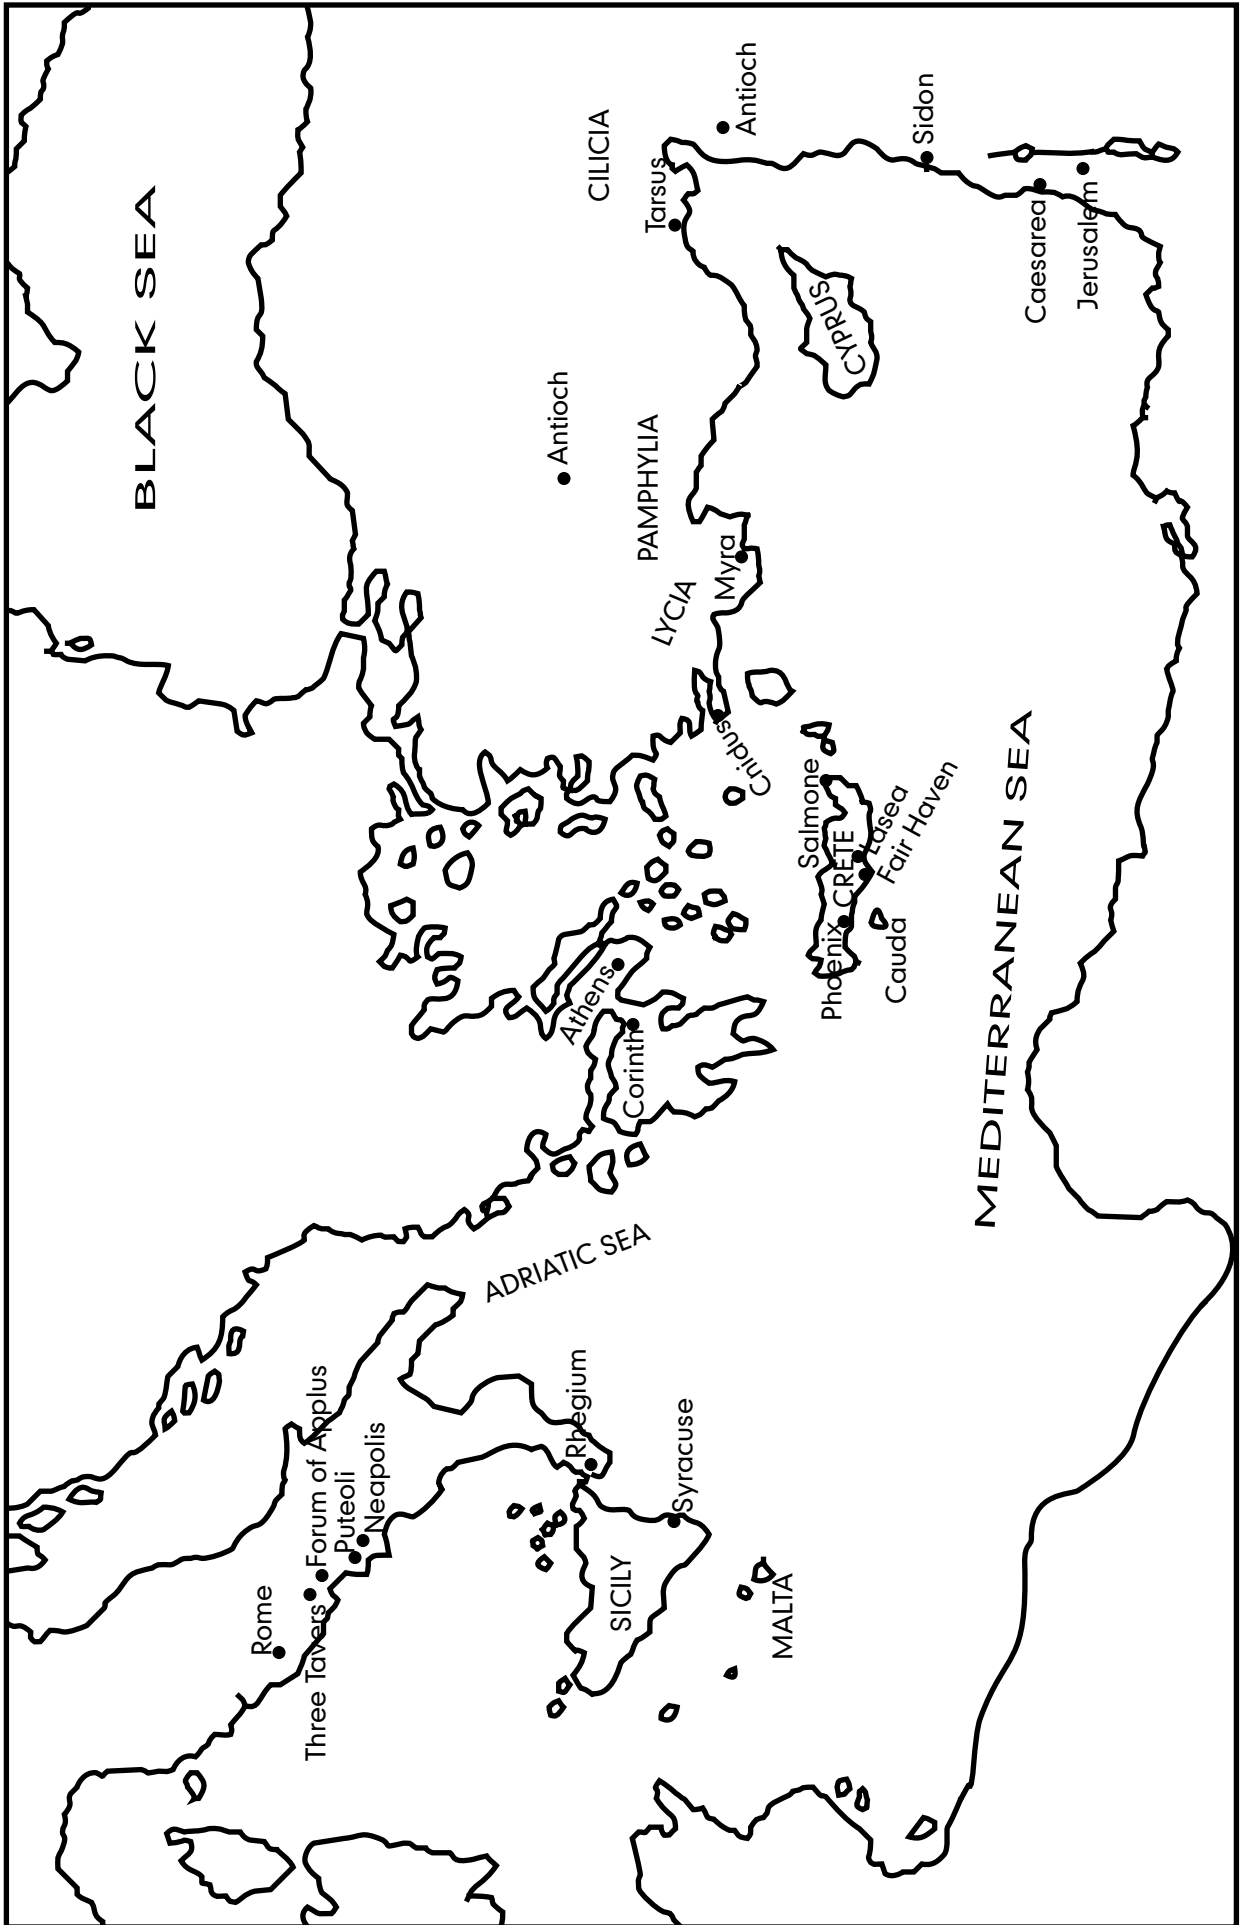 BLACK SEA
Rome
Three Tavers
Forum of Applus
Puteoli
Neapolis
ADRIATIC SEA
Rhegium
SICILY
Syracuse
MALTA
Athens
Corinth
Antioch
CILICIA
PAMPHYLIA
LYCIA
Tarsus
Myra
Cnidus
Antioch
CYPRUS
Salmone
CRETE
Phoenix
Lasea
Fair Haven
Cauda
Sidon
Caesarea
Jerusalem
MEDITERRANEAN SEA